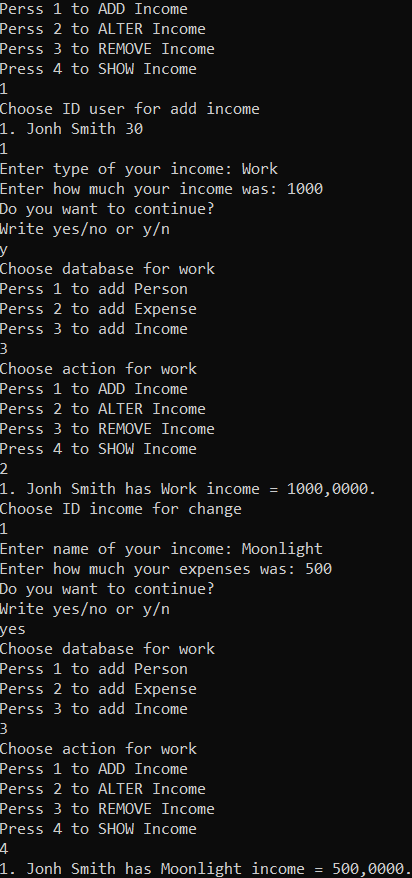 Perss 1 to ADD Income
Perss 2 to ALTER Income
Perss 3 to REMOVE Income
Press 4 to SHOW Income
1
Choose ID user for add income
1. Jonh Smith 30
1
Enter type of your income: Work
Enter how much your income was: 1000
Do you want to continue?
Write yes/no or y/n
y
Choose database for work
Perss 1 to add Person
Perss 2 to add Expense
Perss 3 to add Income
3
Choose action for work
Perss 1 to ADD Income
Perss 2 to ALTER Income
Perss 3 to REMOVE Income
Press 4 to SHOW Income
2
1. Jonh Smith has Work income = 1000,0000.
Choose ID income for change
1
Enter name of your income: Moonlight
Enter how much your expenses was: 500
Do you want to continue?
Write yes/no or y/n
yes
Choose database for work
Perss 1 to add Person
Perss 2 to add Expense
Perss 3 to add Income
3
Choose action for work
Perss 1 to ADD Income
Perss 2 to ALTER Income
Perss 3 to REMOVE Income
Press 4 to SHOW Income
4
1. Jonh Smith has Moonlight income = 500,0000.